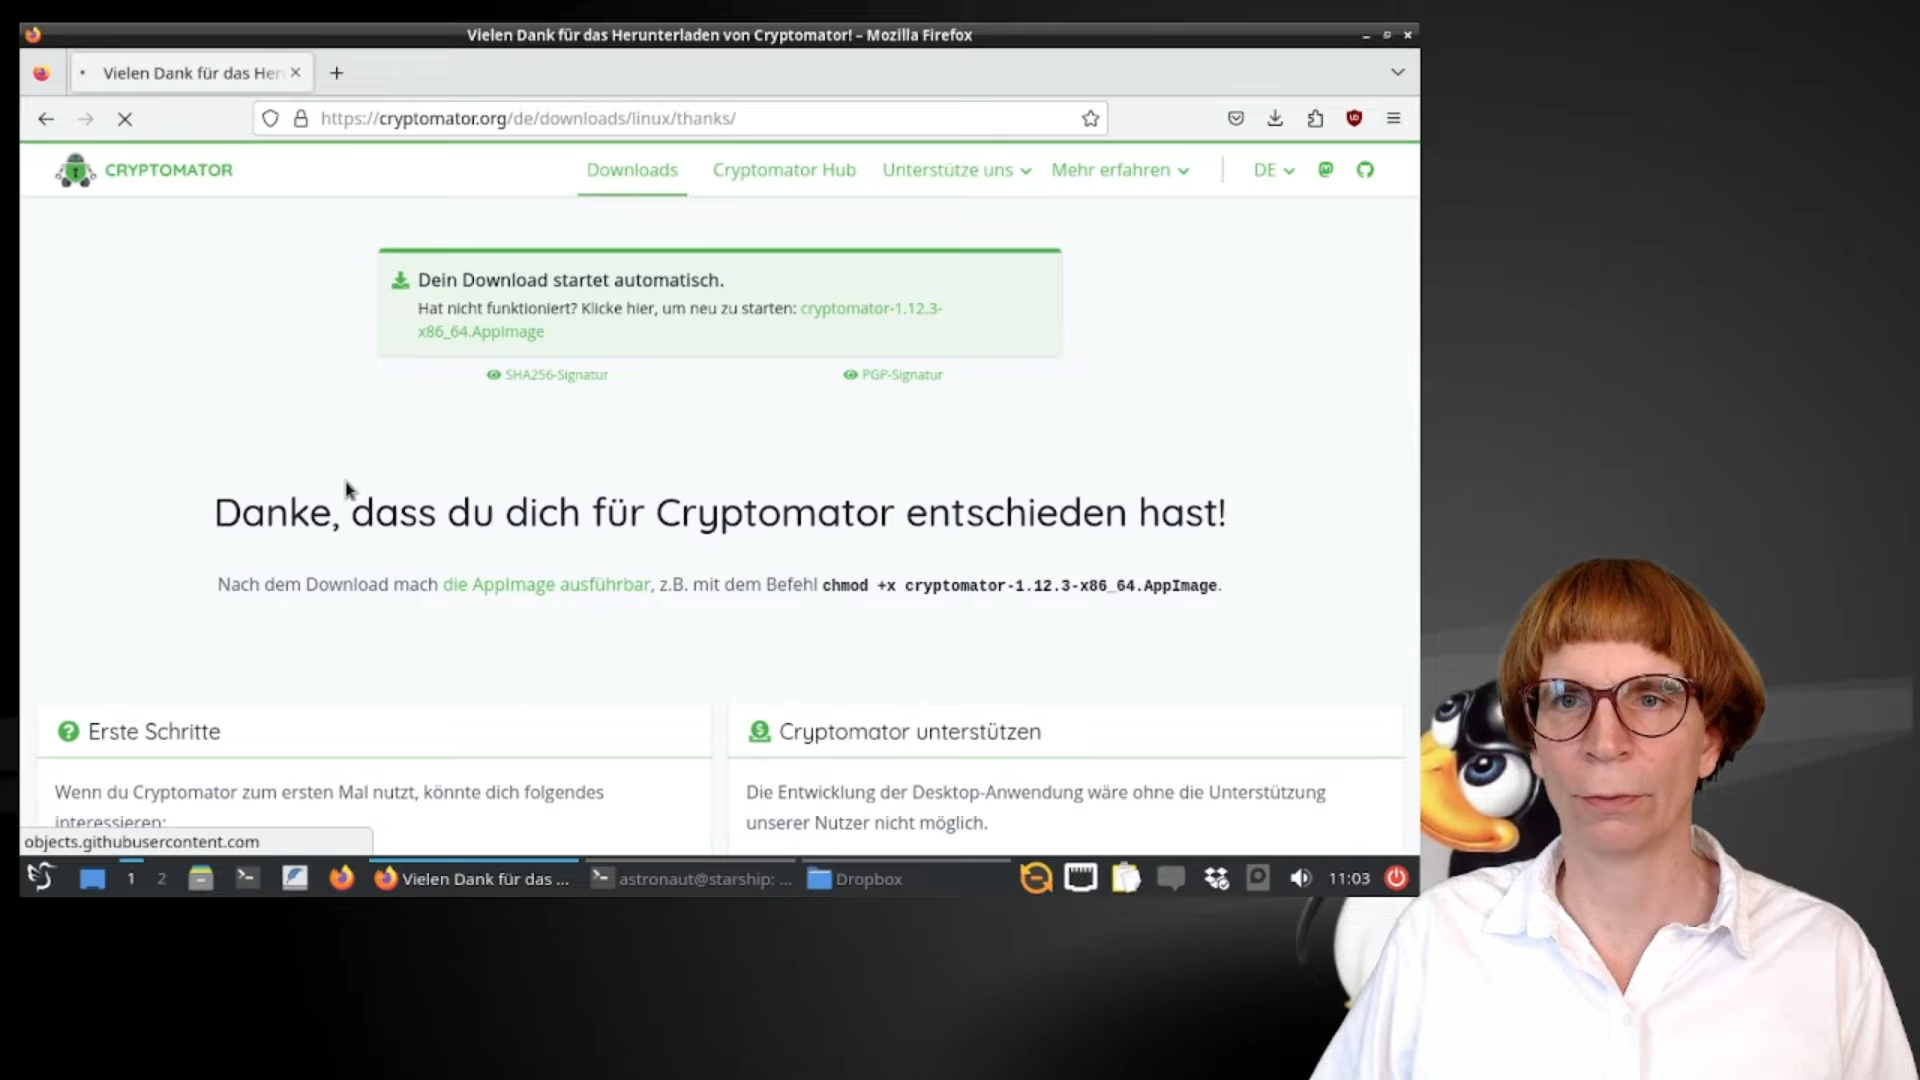 Vielen Dank für das Herunterladen von Cryptomator! – Mozilla Firefox
Vielen Dank für das Her
https://cryptomator.org/de/downloads/linux/thanks/
CRYPTOMATOR
Downloads
Cryptomator Hub
Unterstütze uns
Mehr erfahren
DE
Dein Download startet automatisch.
Hat nicht funktioniert? Klicke hier, um neu zu starten: cryptomator-1.12.3-
x86_64.AppImage
SHA256-Signatur
PGP-Signatur
Danke, dass du dich für Cryptomator entschieden hast!
Nach dem Download mach die AppImage ausführbar, z.B. mit dem Befehl chmod +x cryptomator-1.12.3-x86_64.AppImage.
Erste Schritte
Wenn du Cryptomator zum ersten Mal nutzt, könnte dich folgendes
interessieren:
Cryptomator unterstützen
Die Entwicklung der Desktop-Anwendung wäre ohne die Unterstützung
unserer Nutzer nicht möglich.
objects.githubusercontent.com
1
2
Vielen Dank für das ...
astronaut@starship: ...
Dropbox
11:03